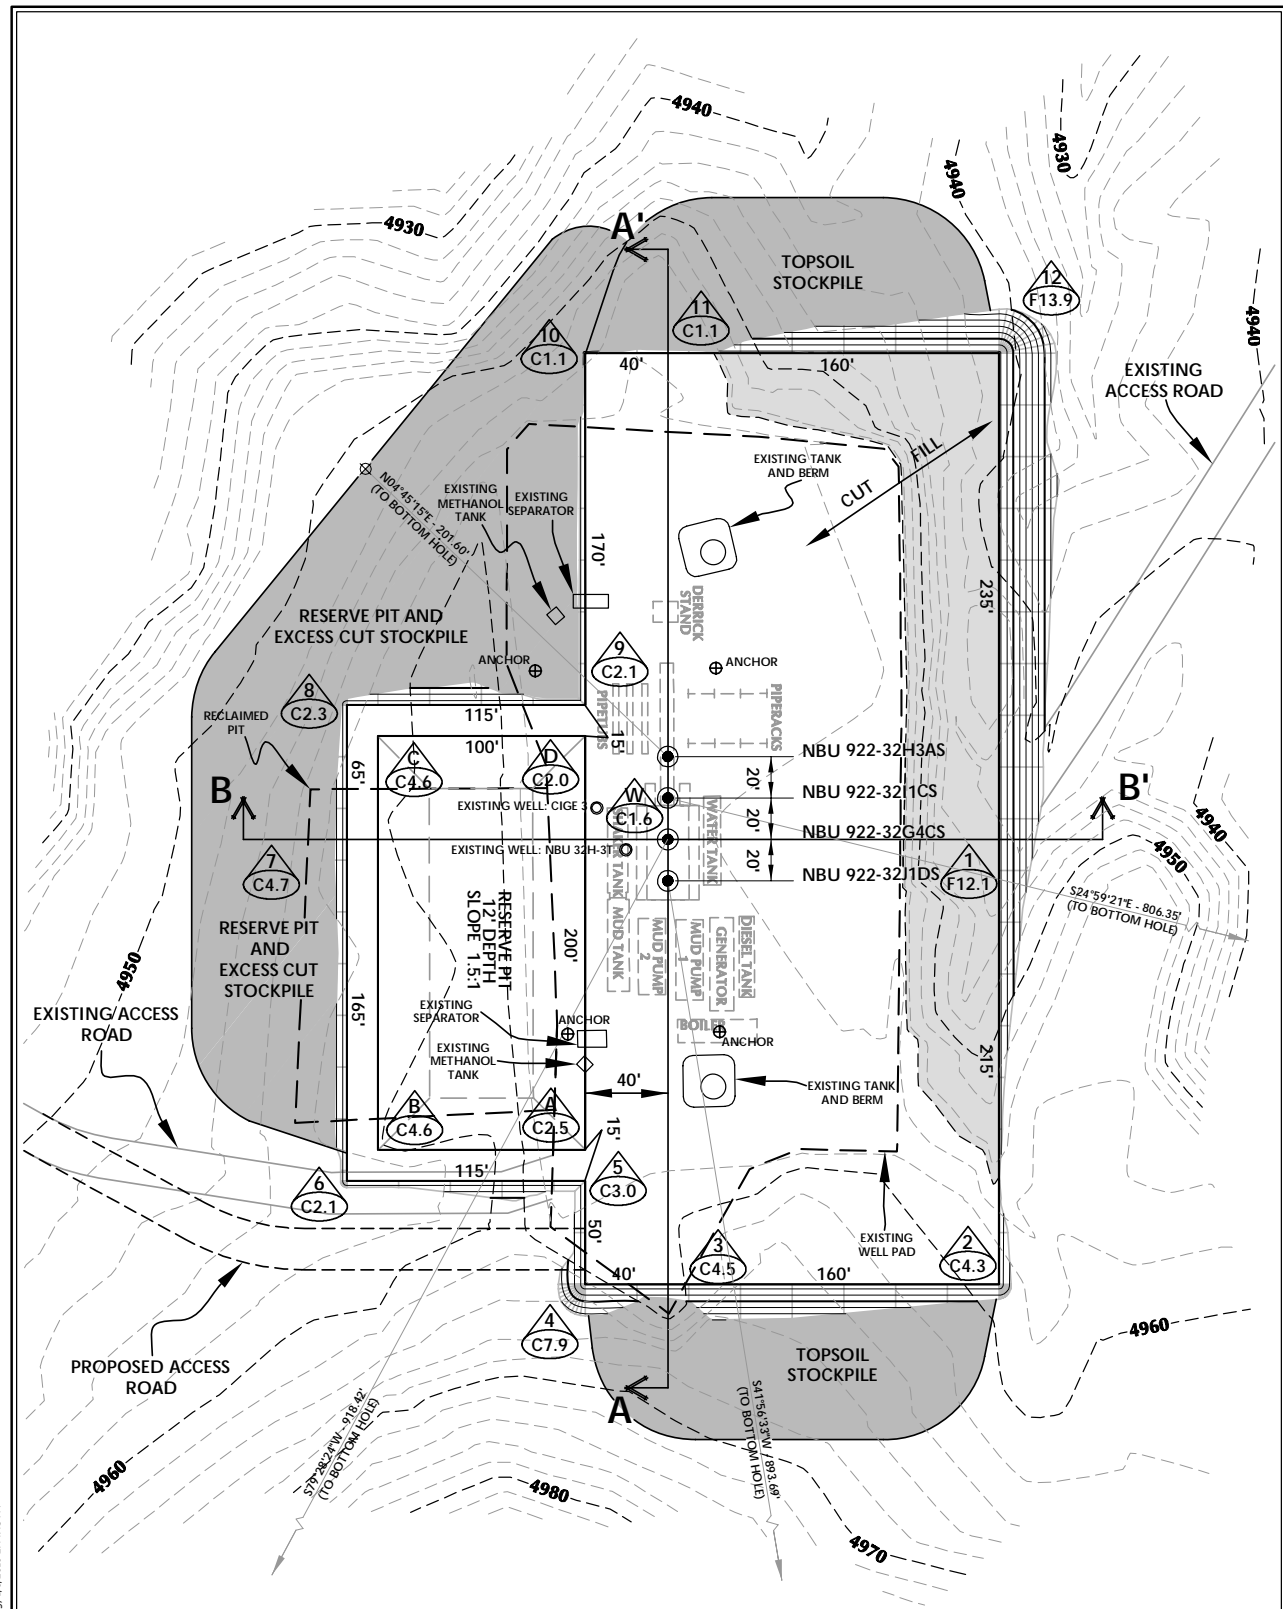 4940
4930
4940
4930
A'
TOPSOIL
STOCKPILE
12
F13.9
11
C1.1
10
C1.1
4940
40'
160'
EXISTING
ACCESS ROAD
FILL
CUT
EXISTING TANK
AND BERM
N04°45'15"E - 201.60'
(TO BOTTOM HOLE)
EXISTING
METHANOL
TANK
EXISTING
SEPARATOR
170'
DERRICK
STAND
235'
RESERVE PIT AND
EXCESS CUT STOCKPILE
9
C2.1
ANCHOR
ANCHOR
8
C2.3
PIPETUBS
PIPERACKS
RECLAIMED
PIT
115'
100'
15'
NBU 922-32H3AS
65'
C
C4.6
D
C2.0
20'
B
B'
W
C1.6
NBU 922-32I1CS
EXISTING WELL: CIGE 3
20'
SHAKER TANK
WATER TANK
NBU 922-32G4CS
4940
4950
EXISTING WELL: NBU 32H-3T
20'
7
C4.7
1
F12.1
NBU 922-32J1DS
S24°59'21"E - 806.35'
(TO BOTTOM HOLE)
RESERVE PIT
AND
EXCESS CUT
STOCKPILE
RESERVE PIT
12' DEPTH
SLOPE 1.5:1
MUD TANK
MUD PUMP
2
MUD PUMP
1
GENERATOR
DIESEL TANK
200'
4950
165'
EXISTING ACCESS
ROAD
EXISTING
SEPARATOR
ANCHOR
BOILER
ANCHOR
215'
EXISTING
METHANOL
TANK
40'
EXISTING TANK
AND BERM
B
C4.6
A
C2.5
15'
115'
5
C3.0
6
C2.1
50'
EXISTING
WELL PAD
3
C4.5
2
C4.3
40'
160'
4
C7.9
4960
PROPOSED ACCESS
ROAD
TOPSOIL
STOCKPILE
A
S79°28'24"W - 918.42'
(TO BOTTOM HOLE)
S41°56'33"W - 893.69'
(TO BOTTOM HOLE)
4960
4980
4970